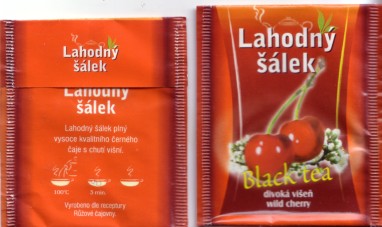 Lahodný
šálek
Lahodný
šálek
Lahodný šálek plný
vysoce kvalitního černého
čaje s chutí višní.
100°C
5 min.
Vyrobeno dle receptury
Růžové čajovny.
Lahodný
šálek
Black tea
divoká višeň
wild cherry